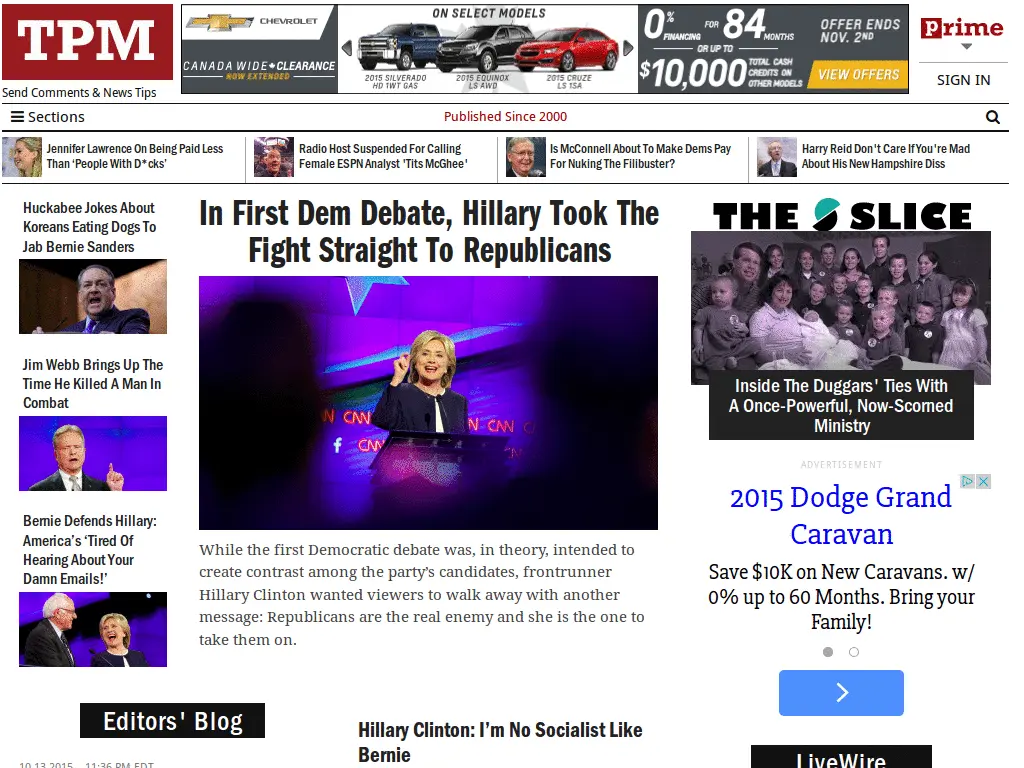 TPM
Send Comments & News Tips
CHEVROLET
CANADA WIDE CLEARANCE
NOW EXTENDED
ON SELECT MODELS
2015 SILVERADO
HD 1WT GAS
2015 EQUINOX
LS AWD
2015 CRUZE
LS 1SA
0% FINANCING FOR 84 MONTHS
OR UP TO
$10,000 TOTAL CASH CREDITS ON OTHER MODELS
OFFER ENDS
NOV. 2ND
VIEW OFFERS
prime
SIGN IN
Sections
Published Since 2000
Jennifer Lawrence On Being Paid Less
Than ‘People With D*cks’
Radio Host Suspended For Calling
Female ESPN Analyst 'Tits McGhee'
Is McConnell About To Make Dems Pay
For Nuking The Filibuster?
Harry Reid Don't Care If You're Mad
About His New Hampshire Diss
Huckabee Jokes About
Koreans Eating Dogs To
Jab Bernie Sanders
Jim Webb Brings Up The
Time He Killed A Man In
Combat
Bernie Defends Hillary:
America’s ‘Tired Of
Hearing About Your
Damn Emails!’
In First Dem Debate, Hillary Took The
Fight Straight To Republicans
CNN
CNN
CNN
CNN
f
While the first Democratic debate was, in theory, intended to
create contrast among the party’s candidates, frontrunner
Hillary Clinton wanted viewers to walk away with another
message: Republicans are the real enemy and she is the one to
take them on.
THE SLICE
Inside The Duggars' Ties With
A Once-Powerful, Now-Scorned
Ministry
ADVERTISEMENT
2015 Dodge Grand
Caravan
Save $10K on New Caravans. w/
0% up to 60 Months. Bring your
Family!
Editors' Blog
10.13.2015 11:36 PM EDT
Hillary Clinton: I’m No Socialist Like
Bernie
LiveWire